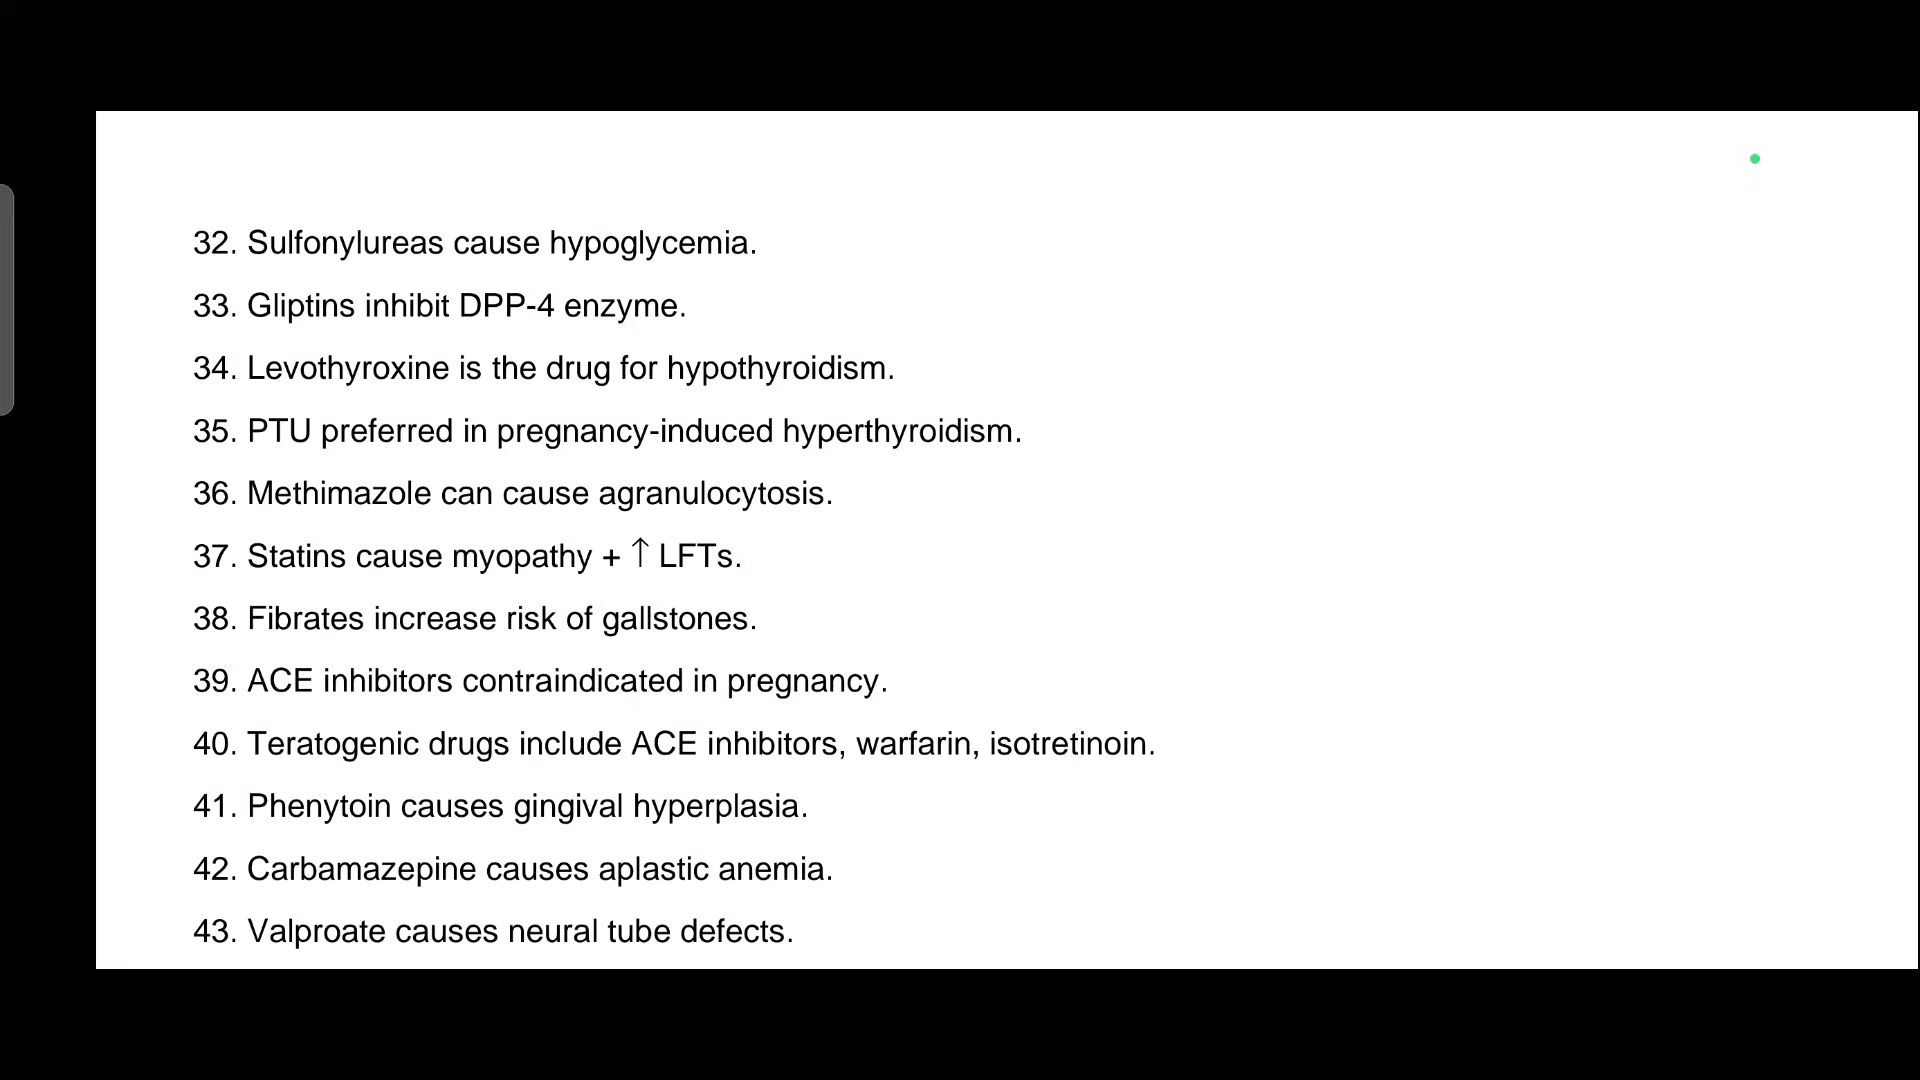 32. Sulfonylureas cause hypoglycemia.
33. Gliptins inhibit DPP-4 enzyme.
34. Levothyroxine is the drug for hypothyroidism.
35. PTU preferred in pregnancy-induced hyperthyroidism.
36. Methimazole can cause agranulocytosis.
37. Statins cause myopathy + ↑ LFTs.
38. Fibrates increase risk of gallstones.
39. ACE inhibitors contraindicated in pregnancy.
40. Teratogenic drugs include ACE inhibitors, warfarin, isotretinoin.
41. Phenytoin causes gingival hyperplasia.
42. Carbamazepine causes aplastic anemia.
43. Valproate causes neural tube defects.